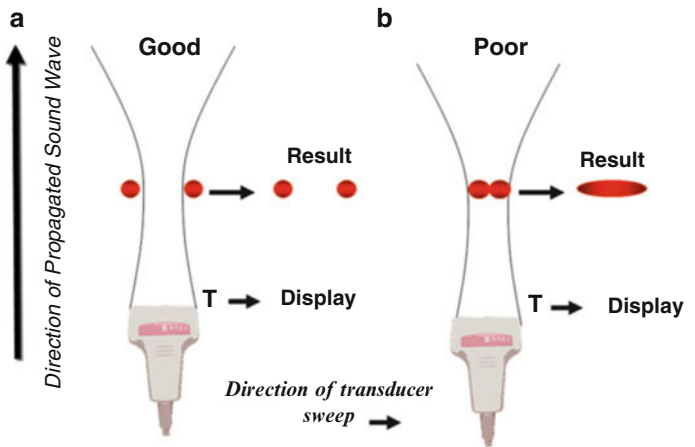 a
Good
Direction of Propagated Sound Wave
Result
T
Display
b
Poor
Result
T
Display
Direction of transducer
sweep